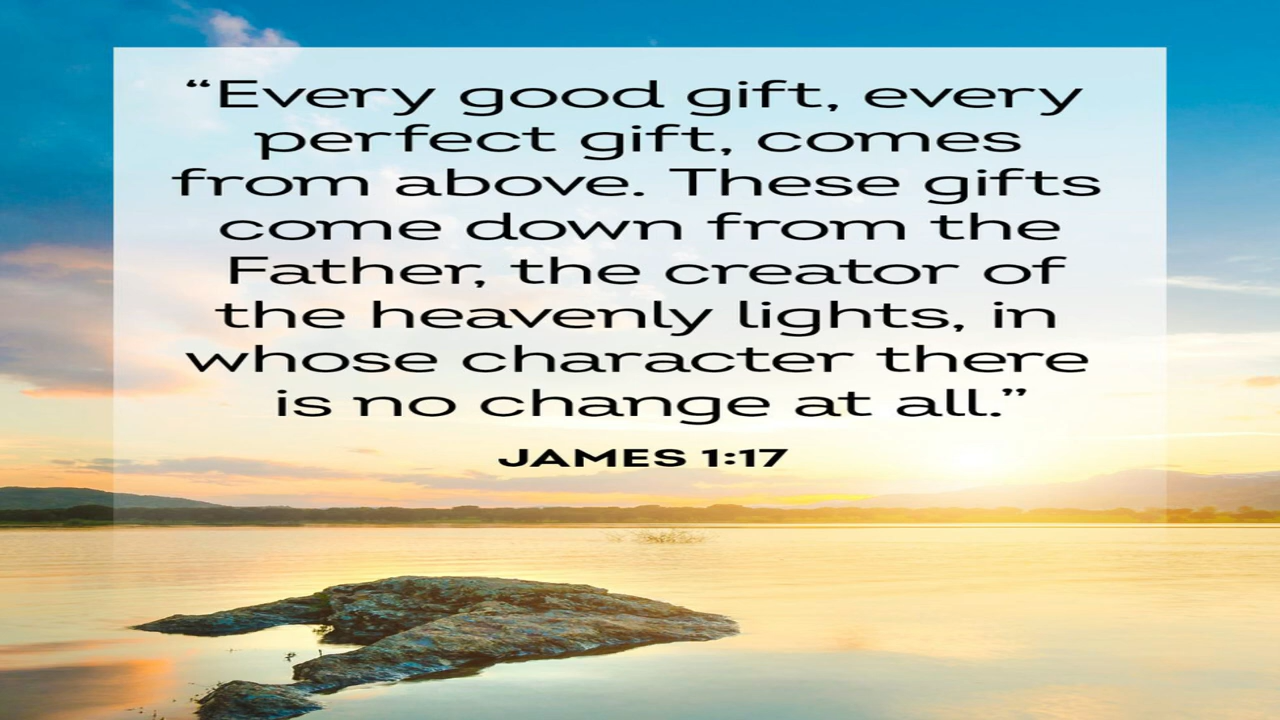 “Every good gift, every
perfect gift, comes
from above. These gifts
come down from the
Father, the creator of
the heavenly lights, in
whose character there
is no change at all.”
JAMES 1:17